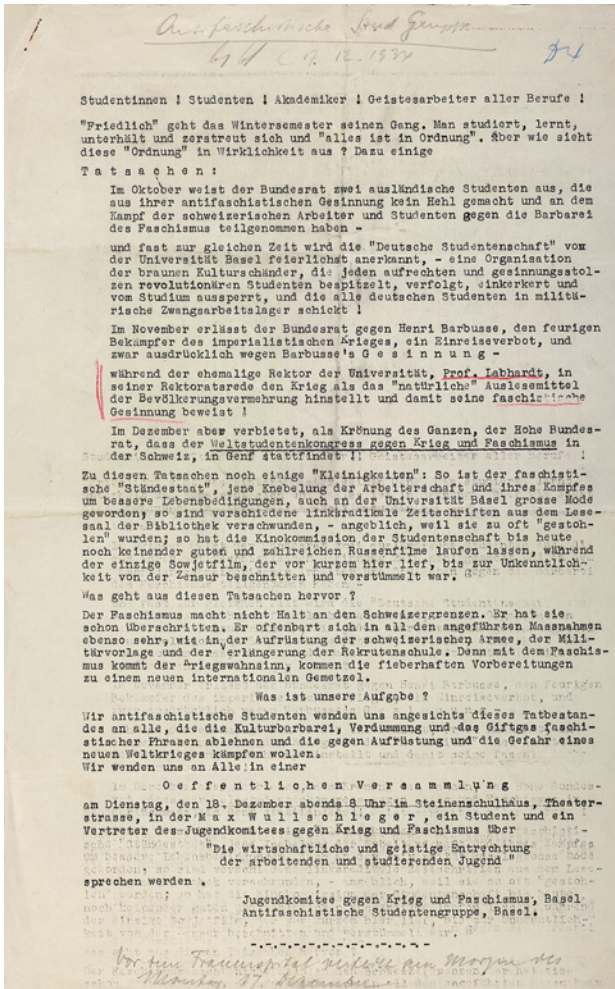 Antifaschistische Stud Gruppe
17.12.1934
D4
Studentinnen ! Studenten ! Akademiker ! Geistesarbeiter aller Berufe !
"Friedlich" geht das Wintersemester seinen Gang. Man studiert, lernt,
unterhält und zerstreut sich und "alles ist in Ordnung". Aber wie sieht
diese "Ordnung" in Wirklichkeit aus ? Dazu einige
T a t s a c h e n :
Im Oktober weist der Bundesrat zwei ausländische Studenten aus, die
aus ihrer antifaschistischen Gesinnung kein Hehl gemacht und an dem
Kampf der schweizerischen Arbeiter und Studenten gegen die Barbarei
des Faschismus teilgenommen haben -
und fast zur gleichen Zeit wird die "Deutsche Studentenschaft" von
der Universität Basel feierlichst anerkannt, - eine Organisation
der braunen Kulturschänder, die jeden aufrechten und gesinnungsstol-
zen revolutionären Studenten bespitzelt, verfolgt, einkerkert und
vom Studium aussperrt, und die alle deutschen Studenten in militä-
rische Zwangsarbeitslager schickt !
Im November erlässt der Bundesrat gegen Henri Barbusse, den feurigen
Bekämpfer des imperialistischen Krieges, ein Einreiseverbot, und
zwar ausdrücklich wegen Barbusse's G e s i n n u n g -
während der ehemalige Rektor der Universität, Prof. Labhardt, in
seiner Rektoratsrede den Krieg als das "natürliche" Auslesemittel
der Bevölkerungsvermehrung hinstellt und damit seine faschistische
Gesinnung beweist !
Im Dezember aber verbietet, als Krönung des Ganzen, der Hohe Bundes-
rat, dass der Weltstudentenkongress gegen Krieg und Faschismus in
der Schweiz, in Genf stattfindet !!
Zu diesen Tatsachen noch einige "Kleinigkeiten": So ist der faschisti-
sche "Ständestaat", jene Knebelung der Arbeiterschaft und ihres Kampfes
um bessere Lebensbedingungen, auch an der Universität Basel grosse Mode
geworden; so sind verschiedene linksradikale Zeitschriften aus dem Lese-
saal der Bibliothek verschwunden, - angeblich, weil sie zu oft "gestoh-
len" wurden; so hat die Kinokommission der Studentenschaft bis heute
noch keinender guten und zahlreichen Russenfilme laufen lassen, während
der einzige Sowjetfilm, der vor kurzem hier lief, bis zur Unkenntlich-
keit von der Zensur beschnitten und verstümmelt war.
Was geht aus diesen Tatsachen hervor ?
Der Faschismus macht nicht Halt an den Schweizergrenzen. Er hat sie
schon überschritten. Er offenbart sich in all den angeführten Massnahmen
ebenso sehr, wie in der Aufrüstung der schweizerischen Armee, der Mili-
tärvorlage und der Verlängerung der Rekrutenschule. Denn mit dem Faschis-
mus kommt der Kriegswahnsinn, kommen die fieberhaften Vorbereitungen
zu einem neuen internationalen Gemetzel.
Was ist unsere Aufgabe ?
Wir antifaschistische Studenten wenden uns angesichts dieses Tatbestan-
des an alle, die die Kulturbarbarei, Verdummung und das Giftgas faschi-
stischer Phrasen ablehnen und die gegen Aufrüstung und die Gefahr eines
neuen Weltkrieges kämpfen wollen.
Wir wenden uns an Alle in einer
O e f f e n t l i c h e n V e r s a m m l u n g
am Dienstag, den 18. Dezember abends 8 Uhr im Steinenschulhaus, Theater-
strasse, in der M a x W u l l s c h l e g e r , ein Student und ein
Vertreter des Jugendkomitees gegen Krieg und Faschismus über
"Die wirtschaftliche und geistige Entrechtung
der arbeitenden und studierenden Jugend "
sprechen werden .
Jugendkomitee gegen Krieg und Faschismus, Basel
Antifaschistische Studentengruppe, Basel.
-.-.-.-.-.-.-.-.-.-.-.-.-
Vor dem Frauenspital verteilt am Morgen des
Montag, 17. Dezember